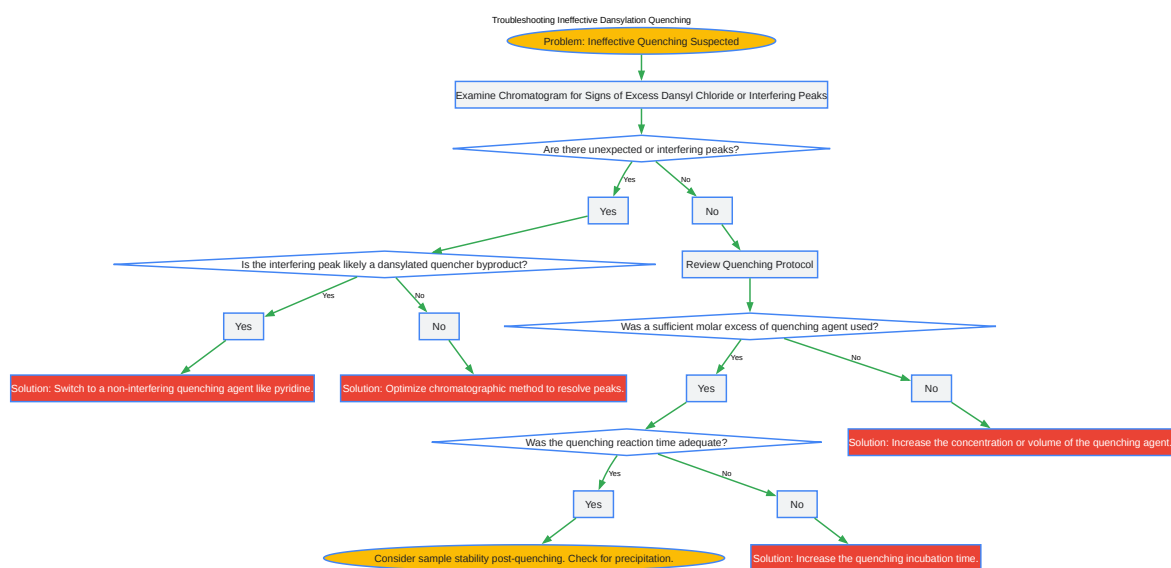 Troubleshooting Ineffective Dansylation Quenching
Problem: Ineffective Quenching Suspected
Examine Chromatogram for Signs of Excess Dansyl Chloride or Interfering Peaks
Are there unexpected or interfering peaks?
Yes
No
Yes
No
Is the interfering peak likely a dansylated quencher byproduct?
Review Quenching Protocol
Yes
No
Yes
No
Was a sufficient molar excess of quenching agent used?
Solution: Switch to a non-interfering quenching agent like pyridine.
Solution: Optimize chromatographic method to resolve peaks.
Yes
No
Yes
No
Was the quenching reaction time adequate?
Solution: Increase the concentration or volume of the quenching agent.
Yes
No
Yes
No
Consider sample stability post-quenching. Check for precipitation.
Solution: Increase the quenching incubation time.